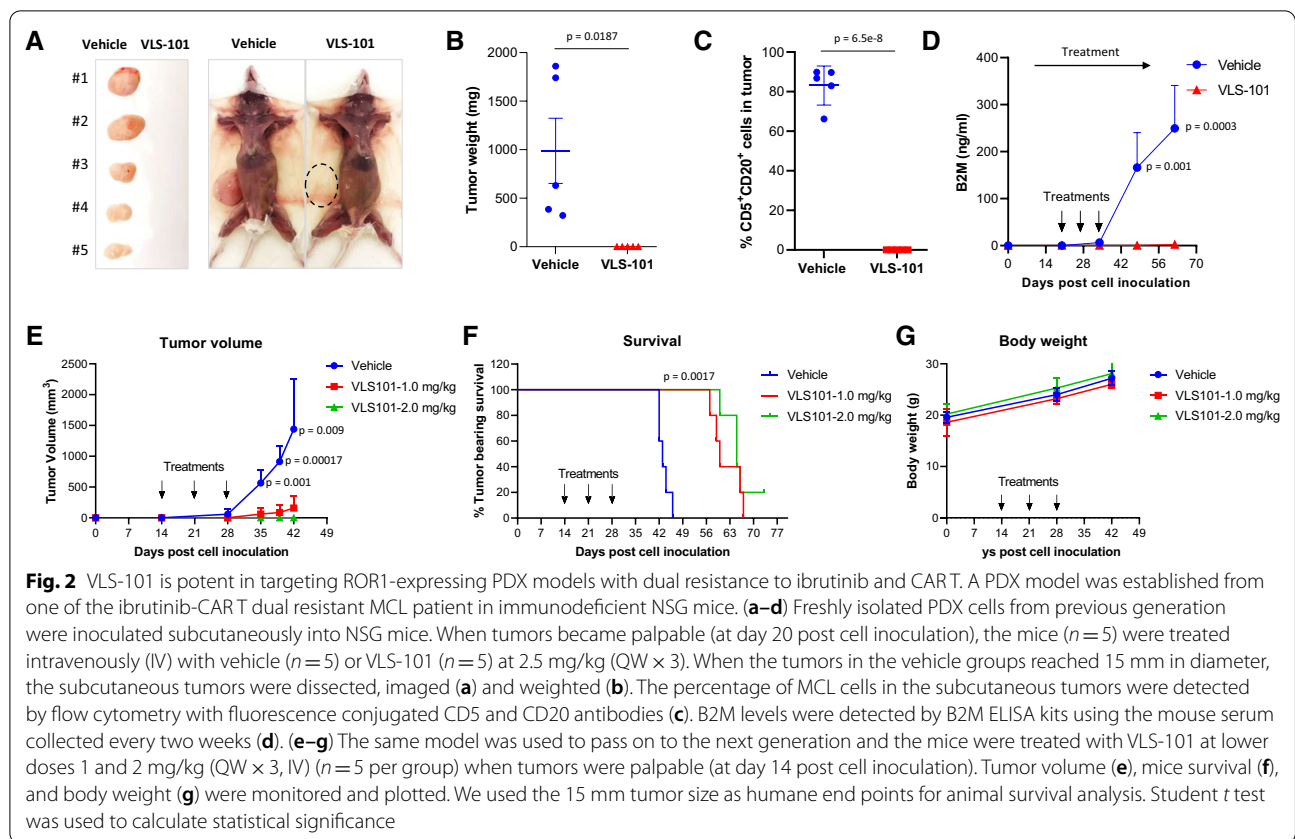 A
Vehicle VLS-101
#1
#2
#3
#4
#5
Vehicle VLS-101
B
p = 0.0187
Tumor weight (mg)
2000
1500
1000
500
0
Vehicle VLS-101
C
p = 6.5e-8
% CD5+CD20+ cells in tumor
100
80
60
40
20
0
Vehicle VLS-101
D
Treatment
Vehicle
VLS-101
B2M (ng/ml)
400
300
200
100
0
p = 0.0003
p = 0.001
Treatments
0 14 28 42 56 70
Days post cell inoculation
E
Tumor volume
Vehicle
VLS101-1.0 mg/kg
VLS101-2.0 mg/kg
Tumor Volume (mm3)
2500
2000
1500
1000
500
0
p = 0.009
p = 0.00017
p = 0.001
Treatments
0 7 14 21 28 35 42 49
Days post cell inoculation
F
Survival
p = 0.0017
Vehicle
VLS101-1.0 mg/kg
VLS101-2.0 mg/kg
% Tumor bearing survival
120
100
80
60
40
20
0
Treatments
0 7 14 21 28 35 42 49 56 63 70 77
Days post cell inoculation
G
Body weight
Vehicle
VLS101-1.0 mg/kg
VLS101-2.0 mg/kg
Body weight (g)
30
20
10
0
Treatments
0 7 14 21 28 35 42 49
ys post cell inoculation
Fig. 2 VLS-101 is potent in targeting ROR1-expressing PDX models with dual resistance to ibrutinib and CAR T. A PDX model was established from
one of the ibrutinib-CAR T dual resistant MCL patient in immunodeficient NSG mice. (a–d) Freshly isolated PDX cells from previous generation
were inoculated subcutaneously into NSG mice. When tumors became palpable (at day 20 post cell inoculation), the mice (n = 5) were treated
intravenously (IV) with vehicle (n = 5) or VLS-101 (n = 5) at 2.5 mg/kg (QW × 3). When the tumors in the vehicle groups reached 15 mm in diameter,
the subcutaneous tumors were dissected, imaged (a) and weighted (b). The percentage of MCL cells in the subcutaneous tumors were detected
by flow cytometry with fluorescence conjugated CD5 and CD20 antibodies (c). B2M levels were detected by B2M ELISA kits using the mouse serum
collected every two weeks (d). (e–g) The same model was used to pass on to the next generation and the mice were treated with VLS-101 at lower
doses 1 and 2 mg/kg (QW × 3, IV) (n = 5 per group) when tumors were palpable (at day 14 post cell inoculation). Tumor volume (e), mice survival (f),
and body weight (g) were monitored and plotted. We used the 15 mm tumor size as humane end points for animal survival analysis. Student t test
was used to calculate statistical significance